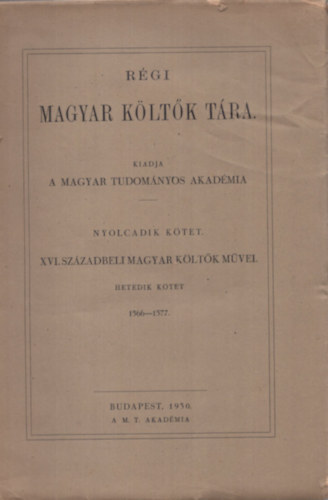 RÉGI
MAGYAR KÖLTŐK TÁRA.
KIADJA
A MAGYAR TUDOMÁNYOS AKADÉMIA
NYOLCADIK KÖTET.
XVI. SZÁZADBELI MAGYAR KÖLTŐK MŰVEI.
HETEDIK KÖTET
1566—1577.
BUDAPEST, 1930.
A M. T. AKADÉMIA